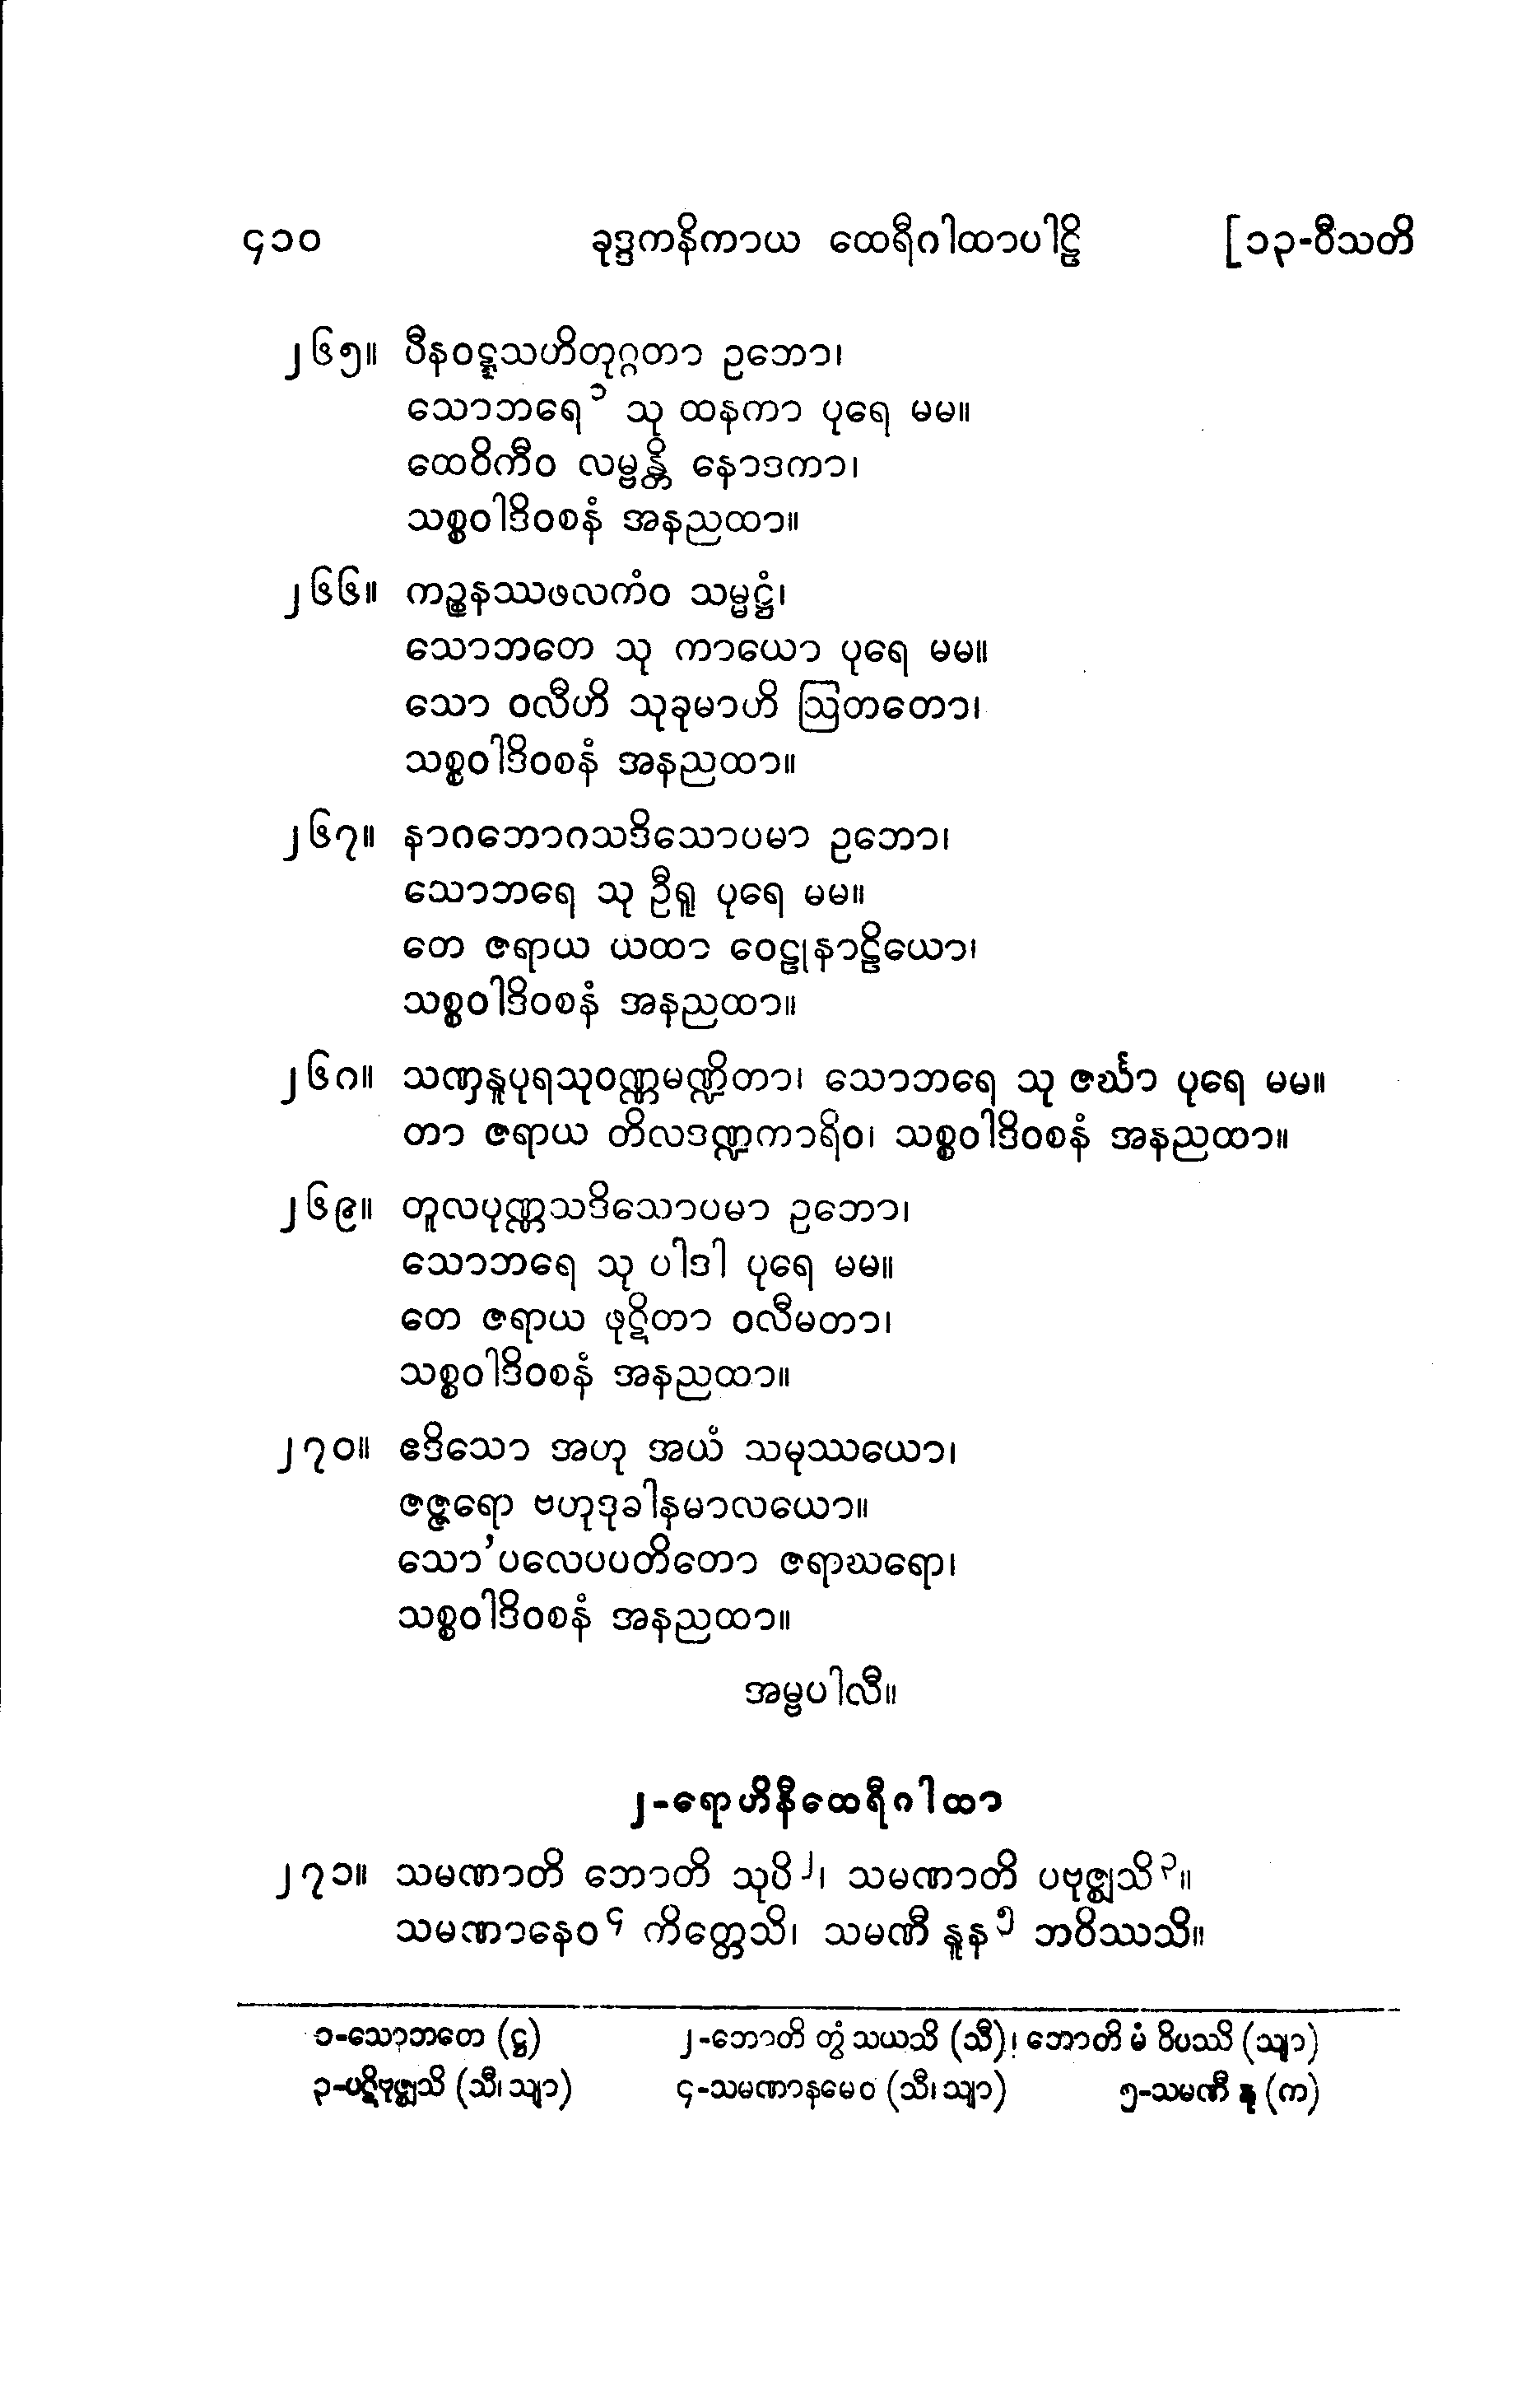 ၄၁၀ ခုဒ္ဒကနိကာယ ထေရီဂါထာပါဠိ [၁၃-ဝီသတိ
၂၆၅။ ပီနဝဋ္ဋသဟိတုဂ္ဂတာ ဥဘော၊
သောဘရေ၁ သု ထနကာ ပုရေ မမ။
ထေဝိကီဝ လမ္ဗန္တိ နောဒကာ၊
သစ္စဝါဒိဝစနံ အနညထာ။
၂၆၆။ ကဉ္စနဿဖလကံဝ သမ္မဋ္ဌံ၊
သောဘတေ သု ကာယော ပုရေ မမ။
သော ဝလီဟိ သုခုမာဟိ ဩတတော၊
သစ္စဝါဒိဝစနံ အနညထာ။
၂၆၇။ နာဂဘောဂသဒိသောပမာ ဥဘော၊
သောဘရေ သု ဦရူ ပုရေ မမ။
တေ ဇရာယ ယထာ ဝေဠုနာဠိယော၊
သစ္စဝါဒိဝစနံ အနညထာ။
၂၆၈။ သဏှနူပုရသုဝဏ္ဏမဏ္ဍိတာ၊ သောဘရေ သု ဇင်္ဃာ ပုရေ မမ။
တာ ဇရာယ တိလဒဏ္ဍကာရိဝ၊ သစ္စဝါဒိဝစနံ အနညထာ။
၂၆၉။ တူလပုဏ္ဏသဒိသောပမာ ဥဘော၊
သောဘရေ သု ပါဒါ ပုရေ မမ။
တေ ဇရာယ ဖုဋိတာ ဝလီမတာ၊
သစ္စဝါဒိဝစနံ အနညထာ။
၂၇၀။ ဧဒိသော အဟု အယံ သမုဿယော၊
ဇဇ္ဇရော ဗဟုဒုခါနမာလယော။
သော’ပလေပပတိတော ဇရာဃရော၊
သစ္စဝါဒိဝစနံ အနညထာ။
အမ္ဗပါလီ။
၂-ရောဟိနီထေရီဂါထာ
၂၇၁။ သမဏာတိ ဘောတိ သုပိ၂၊ သမဏာတိ ပဗုဇ္ဈသိ၃။
သမဏာနေဝ၄ ကိတ္တေသိ၊ သမဏီ နူန၅ ဘဝိဿသိ။
၁-သောဘတေ (ဋ္ဌ) ၂-ဘောတိ တွံ သယသိ (သီ)၊ ဘောတိ မံ ဝိပဿိ (သျာ)
၃-ပဋိဗုဇ္ဈသိ (သီ၊ သျာ) ၄-သမဏာနမေဝ (သီ၊ သျာ) ၅-သမဏီ နု (က)